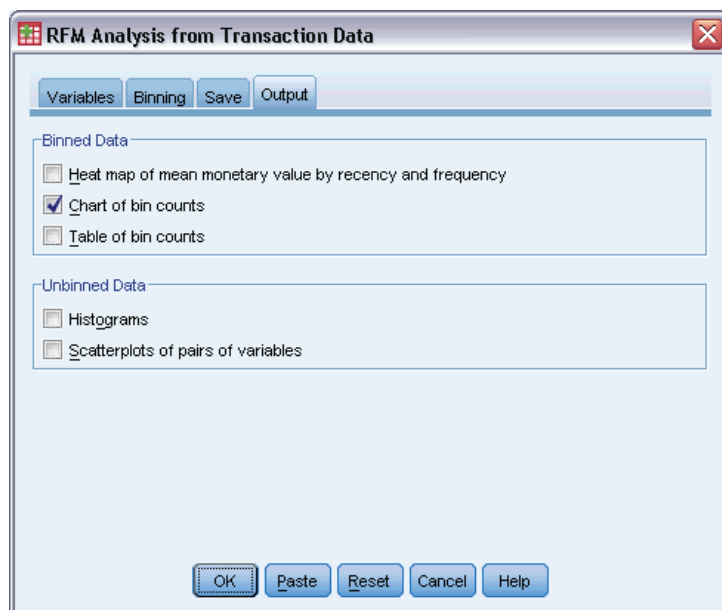 RFM Analysis from Transaction Data
Variables Binning Save Output
Binned Data
Heat map of mean monetary value by recency and frequency
Chart of bin counts
Table of bin counts
Unbinned Data
Histograms
Scatterplots of pairs of variables
OK Paste Reset Cancel Help